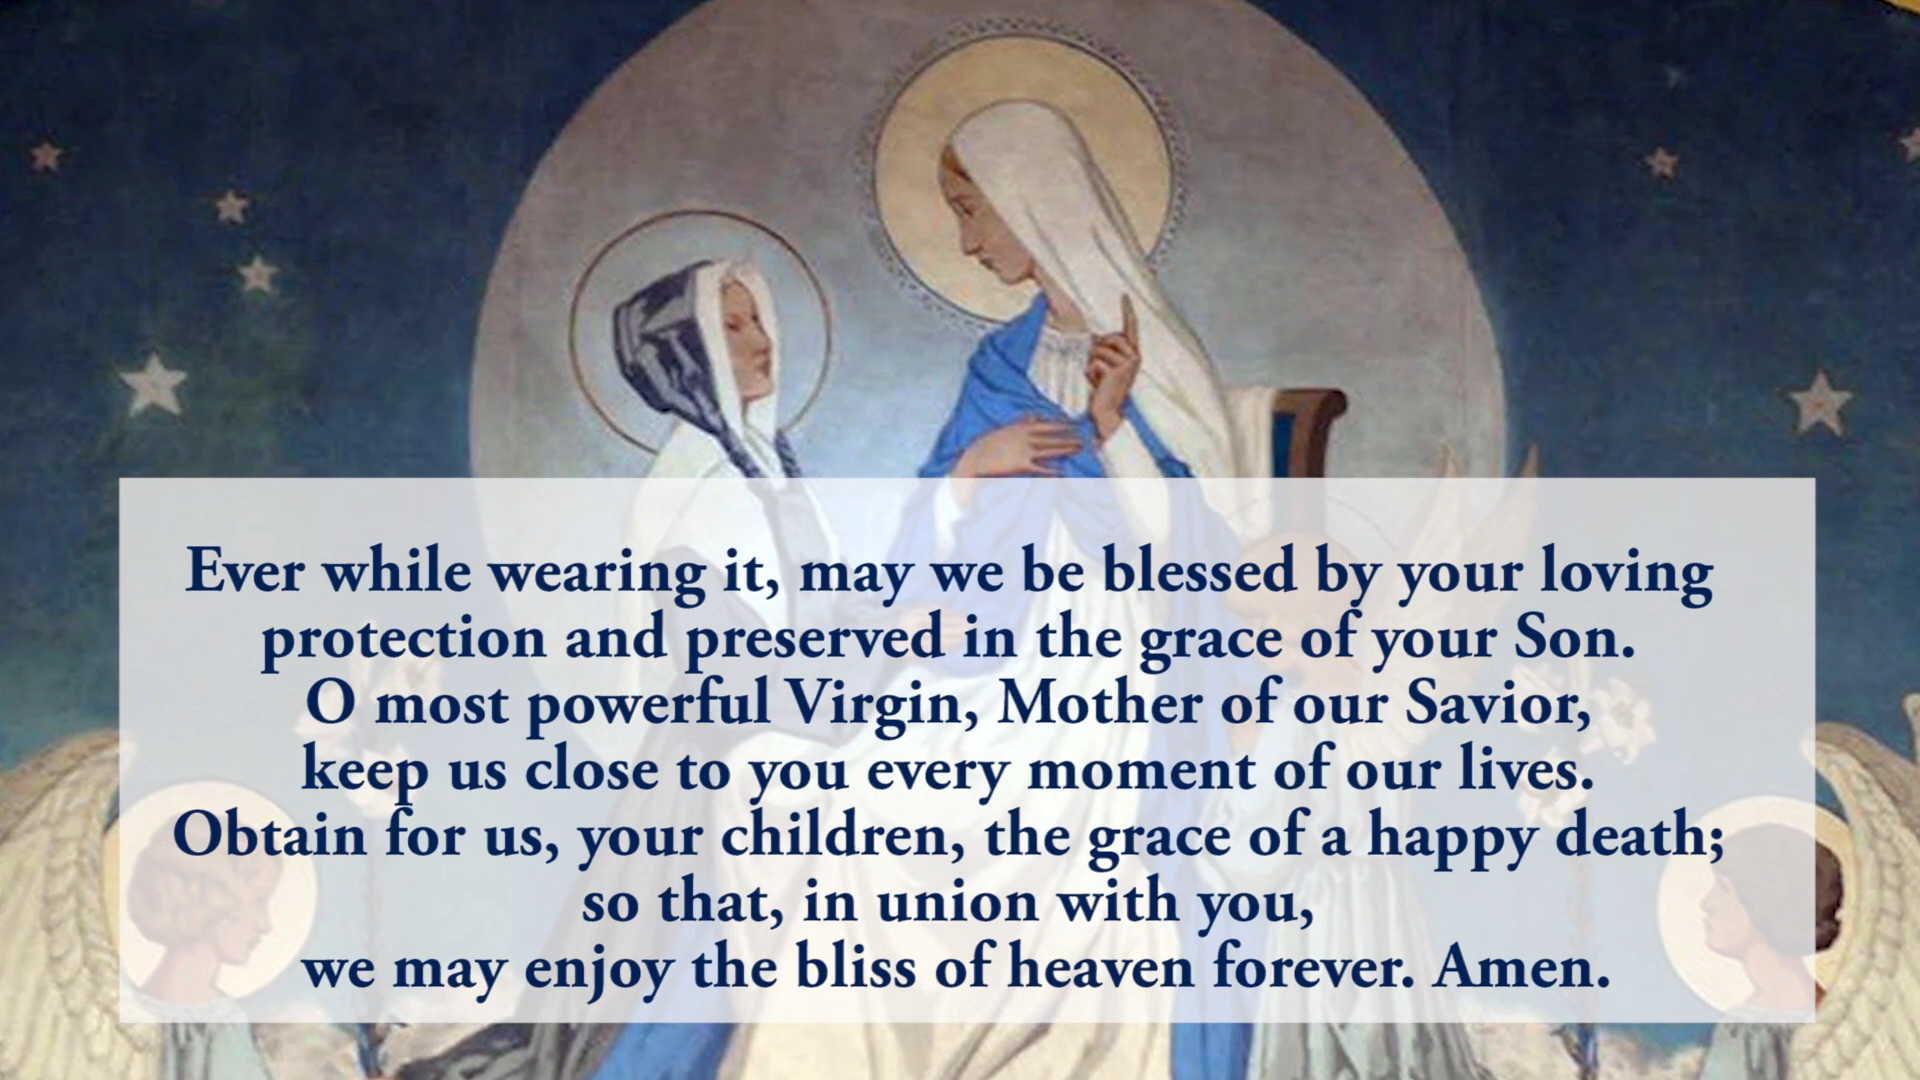 Ever while wearing it, may we be blessed by your loving
protection and preserved in the grace of your Son.
O most powerful Virgin, Mother of our Savior,
keep us close to you every moment of our lives.
Obtain for us, your children, the grace of a happy death;
so that, in union with you,
we may enjoy the bliss of heaven forever. Amen.